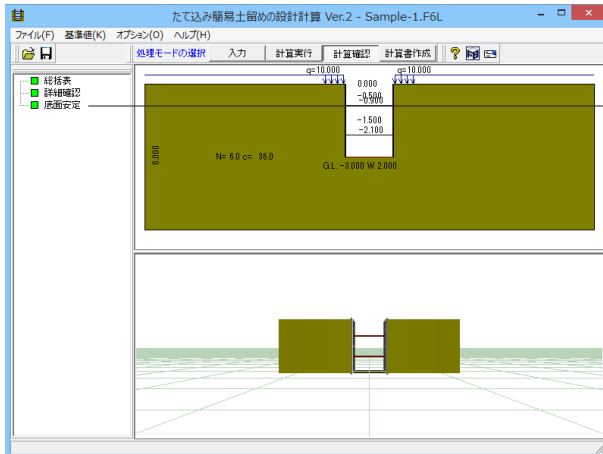 たて込み簡易土留めの設計計算 Ver.2 - Sample-1.F6L
ファイル(F) 基準値(K) オプション(O) ヘルプ(H)
処理モードの選択 入力 計算実行 計算確認 計算書作成
総括表
詳細確認
底面安定
q=10.000 q=10.000
0.000
-0.500
-0.900
-1.500
-2.100
6.000
N= 6.0 c= 36.0
G.L. -3.000 W 2.000